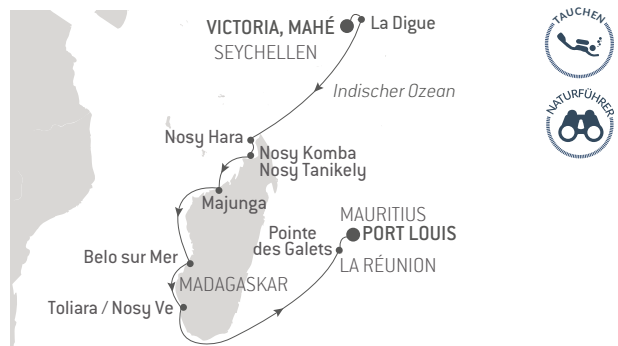 VICTORIA, MAHÉ
La Digue
SEYCHELLEN
Indischer Ozean
Nosy Hara
Nosy Komba
Nosy Tanikely
Majunga
MAURITIUS
Pointe
des Galets
PORT LOUIS
LA RÉUNION
Belo sur Mer
MADAGASKAR
Toliara / Nosy Ve
TAUCHEN
NATURFÜHRER